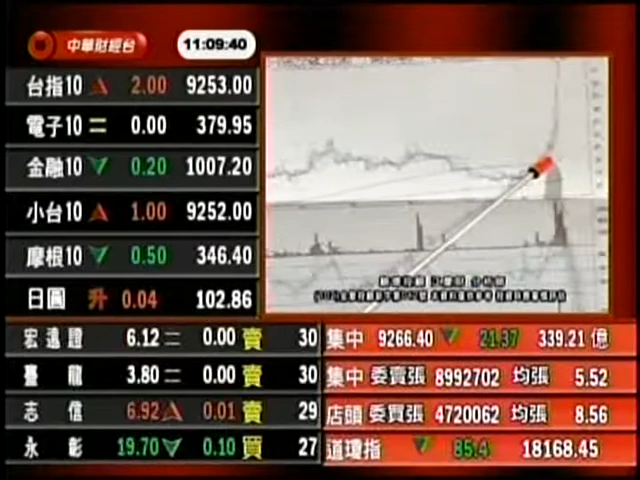 中華財經台 11:09:40
台指10 2.00 9253.00
電子10 0.00 379.95
金融10 0.20 1007.20
小台10 1.00 9252.00
摩根10 0.50 346.40
日圓 升 0.04 102.86
宏遠證 6.12 0.00 賣 30
臺龍 3.80 0.00 賣 30
志信 6.92 0.01 賣 29
永彰 19.70 0.10 買 27
集中 9266.40 21.37 339.21 億
集中 委賣張 8992702 均張 5.52
店頭 委買張 4720062 均張 8.56
道瓊指 85.4 18168.45